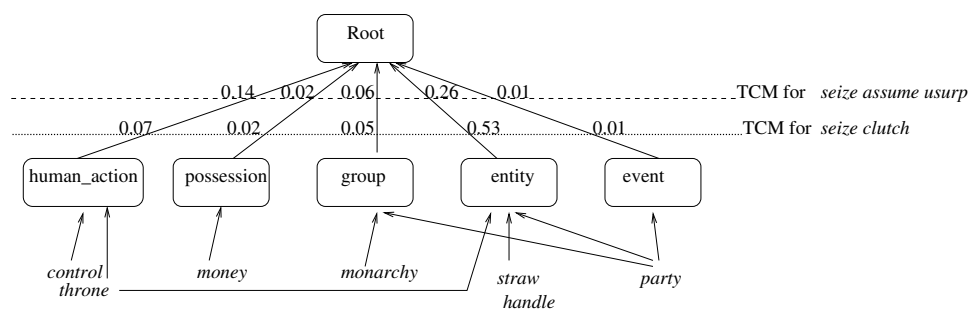 Root
0.14 0.02 0.06 0.26 0.01 TCM for seize assume usurp
0.07 0.02 0.05 0.53 0.01 TCM for seize clutch
human_action possession group entity event
control money monarchy straw party
throne handle